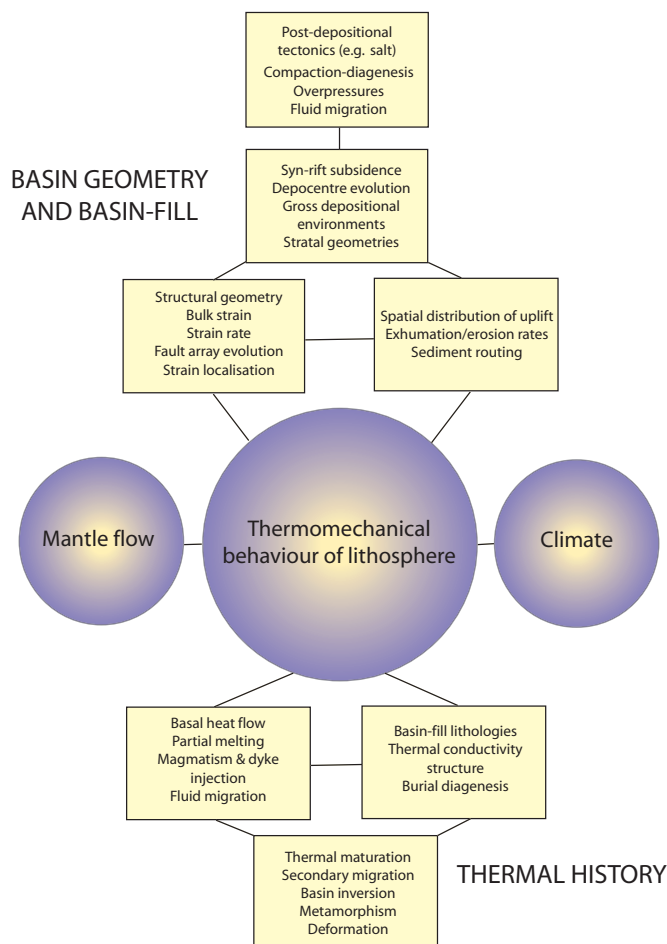 Post-depositional
tectonics (e.g. salt)
Compaction-diagenesis
Overpressures
Fluid migration
BASIN GEOMETRY
AND BASIN-FILL
Syn-rift subsidence
Depocentre evolution
Gross depositional
environments
Stratal geometries
Structural geometry
Bulk strain
Strain rate
Fault array evolution
Strain localisation
Spatial distribution of uplift
Exhumation/erosion rates
Sediment routing
Mantle flow
Thermomechanical
behaviour of lithosphere
Climate
Basal heat flow
Partial melting
Magmatism & dyke
injection
Fluid migration
Basin-fill lithologies
Thermal conductivity
structure
Burial diagenesis
Thermal maturation
Secondary migration
Basin inversion
Metamorphism
Deformation
THERMAL HISTORY